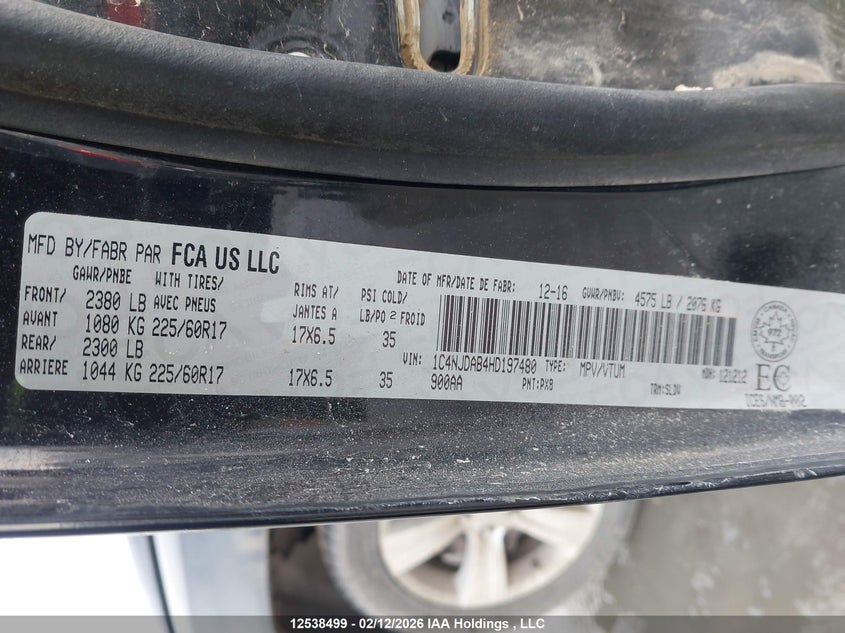 MFD BY/FABR PAR FCA US LLC
DATE OF MFR/DATE DE FABR: 12-16 GVWR/PNBV: 4575 LB / 2075 KG
GAWR/PNBE WITH TIRES/ RIMS AT/ PSI COLD/
FRONT/ 2380 LB AVEC PNEUS JANTES A LB/PO 2 FROID
AVANT 1080 KG 225/60R17 17X6.5 35
REAR/ 2300 LB
ARRIERE 1044 KG 225/60R17 17X6.5 35
VIN: 1C4NJDAB4HD197480 TYPE: MPV/VTUM MDH: 121212
900AA PNT:PX8 TRM:SLDV
EC
12538499 - 02/12/2026 IAA Holdings , LLC